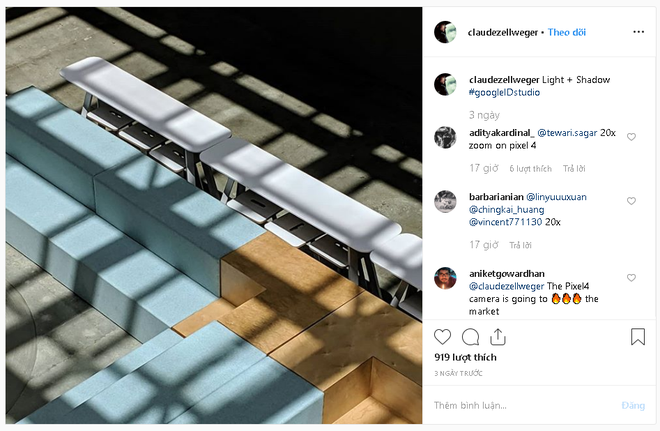 claudezellweger • Theo dõi
claudezellweger Light + Shadow
#googleIDstudio
3 ngày
adityakardinal_ @tewari.sagar 20x
zoom on pixel 4
17 giờ 6 lượt thích Trả lời
barbarianian @linyuuuxuan
@chingkai_huang
@vincent771130 20x
17 giờ Trả lời
aniketgowardhan
@claudezellweger The Pixel4
camera is going to 🔥🔥🔥 the
market
919 lượt thích
3 NGÀY TRƯỚC
Thêm bình luận... Đăng